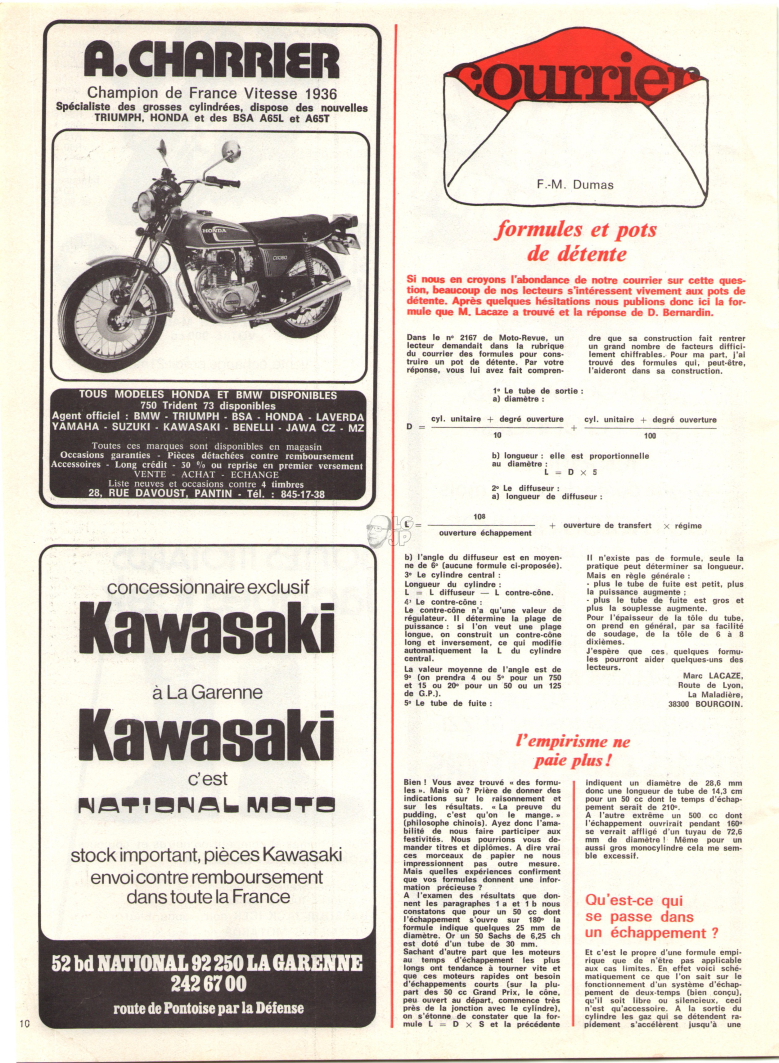 A.CHARRIER
Champion de France Vitesse 1936
Spécialiste des grosses cylindrées, dispose des nouvelles
TRIUMPH, HONDA et des BSA A65L et A65T
HONDA
TOUS MODELES HONDA ET BMW DISPONIBLES
750 Trident 73 disponibles
Agent officiel : BMW - TRIUMPH - BSA - HONDA - LAVERDA
YAMAHA - SUZUKI - KAWASAKI - BENELLI - JAWA CZ - MZ
Toutes ces marques sont disponibles en magasin
Occasions garanties - Pièces détachées contre remboursement
Accessoires - Long crédit - 30 % ou reprise en premier versement
VENTE - ACHAT - ECHANGE
Liste neuves et occasions contre 4 timbres
28, RUE DAVOUST, PANTIN - Tél. : 845-17-38
concessionnaire exclusif
Kawasaki
à La Garenne
Kawasaki
c'est
NATIONAL MOTO
stock important, pièces Kawasaki
envoi contre remboursement
dans toute la France
52 bd NATIONAL 92250 LA GARENNE
242 67 00
route de Pontoise par la Défense
10
courrier
F.-M. Dumas
formules et pots
de détente
Si nous en croyons l'abondance de notre courrier sur cette ques-
tion, beaucoup de nos lecteurs s'intéressent vivement aux pots de
détente. Après quelques hésitations nous publions donc ici la for-
mule que M. Lacaze a trouvé et la réponse de D. Bernardin.
Dans le nº 2167 de Moto-Revue, un
lecteur demandait dans la rubrique
du courrier des formules pour cons-
truire un pot de détente. Par votre
réponse, vous lui avez fait compren-
dre que sa construction fait rentrer
un grand nombre de facteurs diffici-
lement chiffrables. Pour ma part, j'ai
trouvé des formules qui, peut-être,
l'aideront dans sa construction.
1º Le tube de sortie :
a) diamètre :
cyl. unitaire + degré ouverture cyl. unitaire + degré ouverture
D = +
10 100
b) longueur : elle est proportionnelle
au diamètre :
L = D × 5
2º Le diffuseur :
a) longueur de diffuseur :
10⁸
L = + ouverture de transfert × régime
ouverture échappement
LC
JP
b) l'angle du diffuseur est en moyen-
ne de 6º (aucune formule ci-proposée).
3º Le cylindre central :
Longueur du cylindre :
L = L diffuseur — L contre-cône.
4º Le contre-cône :
Le contre-cône n'a qu'une valeur de
régulateur. Il détermine la plage de
puissance : si l'on veut une plage
longue, on construit un contre-cône
long et inversement, ce qui modifie
automatiquement la L du cylindre
central.
La valeur moyenne de l'angle est de
9º (on prendra 4 ou 5º pour un 750
et 15 ou 20º pour un 50 ou un 125
de G.P.).
5º Le tube de fuite :
Il n'existe pas de formule, seule la
pratique peut déterminer sa longueur.
Mais en règle générale :
- plus le tube de fuite est petit, plus
la puissance augmente ;
- plus le tube de fuite est gros et
plus la souplesse augmente.
Pour l'épaisseur de la tôle du tube,
on prend en général, par sa facilité
de soudage, de la tôle de 6 à 8
dixièmes.
J'espère que ces quelques formu-
les pourront aider quelques-uns des
lecteurs.
Marc LACAZE,
Route de Lyon,
La Maladière,
38300 BOURGOIN.
l'empirisme ne
paie plus !
Bien ! Vous avez trouvé « des formu-
les ». Mais où ? Prière de donner des
indications sur le raisonnement et
sur les résultats. « La preuve du
pudding, c'est qu'on le mange. »
(philosophe chinois). Ayez donc l'ama-
bilité de nous faire participer aux
festivités. Nous pourrions vous de-
mander titres et diplômes. A dire vrai
ces morceaux de papier ne nous
impressionnent pas outre mesure.
Mais quelles expériences confirment
que vos formules donnent une infor-
mation précieuse ?
A l'examen des résultats que don-
nent les paragraphes 1 a et 1 b nous
constatons que pour un 50 cc dont
l'échappement s'ouvre sur 180º la
formule indique quelques 25 mm de
diamètre. Or un 50 Sachs de 6,25 ch
est doté d'un tube de 30 mm.
Sachant d'autre part que les moteurs
au temps d'échappement les plus
longs ont tendance à tourner vite et
que ces moteurs rapides ont besoin
d'échappements courts (sur la plu-
part des 50 cc Grand Prix, le cône,
peu ouvert au départ, commence très
près de la jonction avec le cylindre),
on s'étonne de constater que la for-
mule L = D × S et la précédente
indiquent un diamètre de 28,6 mm
donc une longueur de tube de 14,3 cm
pour un 50 cc dont le temps d'échap-
pement serait de 210º.
A l'autre extrême un 500 cc dont
l'échappement ouvrirait pendant 160º
se verrait affligé d'un tuyau de 72,6
mm de diamètre ! Même pour un
aussi gros monocylindre cela me sem-
ble excessif.
Qu'est-ce qui
se passe dans
un échappement ?
Et c'est le propre d'une formule empi-
rique que de n'être pas applicable
aux cas limites. En effet voici sché-
matiquement ce que l'on sait sur le
fonctionnement d'un système d'échap-
pement de deux-temps (bien conçu),
qu'il soit libre ou silencieux, ceci
n'est qu'accessoire. A la sortie du
cylindre les gaz qui se détendent ra-
pidement s'accélèrent jusqu'à une